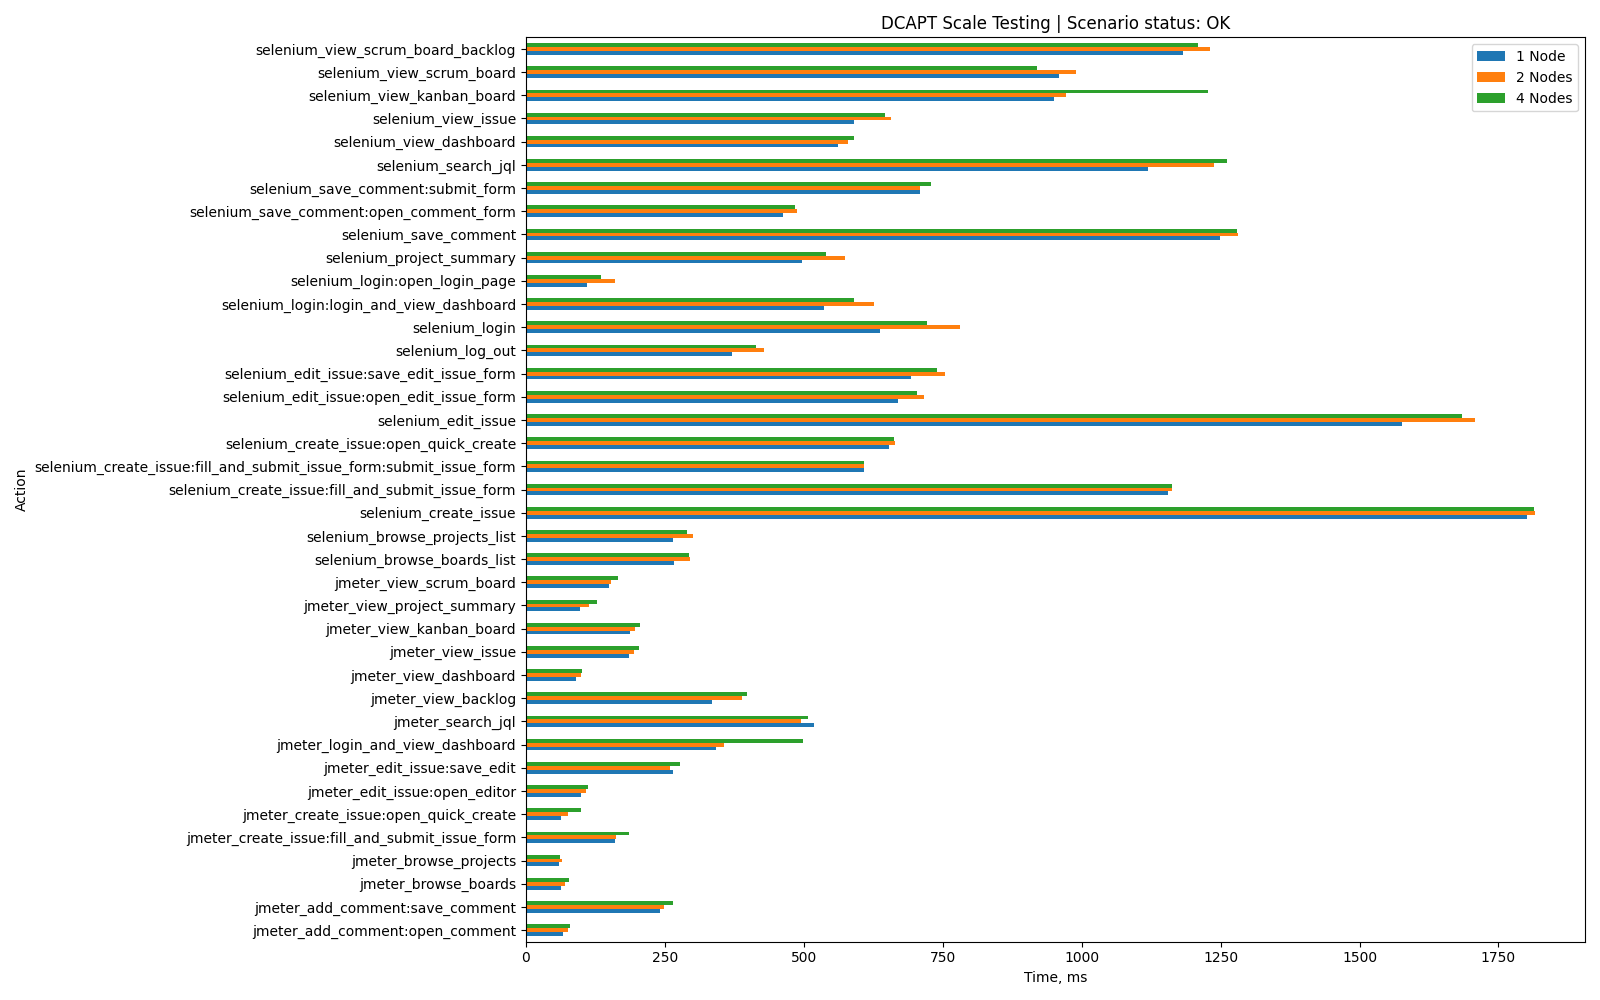 DCAPT Scale Testing | Scenario status: OK
1 Node
2 Nodes
4 Nodes
selenium_view_scrum_board_backlog
selenium_view_scrum_board
selenium_view_kanban_board
selenium_view_issue
selenium_view_dashboard
selenium_search_jql
selenium_save_comment:submit_form
selenium_save_comment:open_comment_form
selenium_save_comment
selenium_project_summary
selenium_login:open_login_page
selenium_login:login_and_view_dashboard
selenium_login
selenium_log_out
selenium_edit_issue:save_edit_issue_form
selenium_edit_issue:open_edit_issue_form
selenium_edit_issue
selenium_create_issue:open_quick_create
selenium_create_issue:fill_and_submit_issue_form:submit_issue_form
selenium_create_issue:fill_and_submit_issue_form
selenium_create_issue
selenium_browse_projects_list
selenium_browse_boards_list
jmeter_view_scrum_board
jmeter_view_project_summary
jmeter_view_kanban_board
jmeter_view_issue
jmeter_view_dashboard
jmeter_view_backlog
jmeter_search_jql
jmeter_login_and_view_dashboard
jmeter_edit_issue:save_edit
jmeter_edit_issue:open_editor
jmeter_create_issue:open_quick_create
jmeter_create_issue:fill_and_submit_issue_form
jmeter_browse_projects
jmeter_browse_boards
jmeter_add_comment:save_comment
jmeter_add_comment:open_comment
Action
0 250 500 750 1000 1250 1500 1750
Time, ms